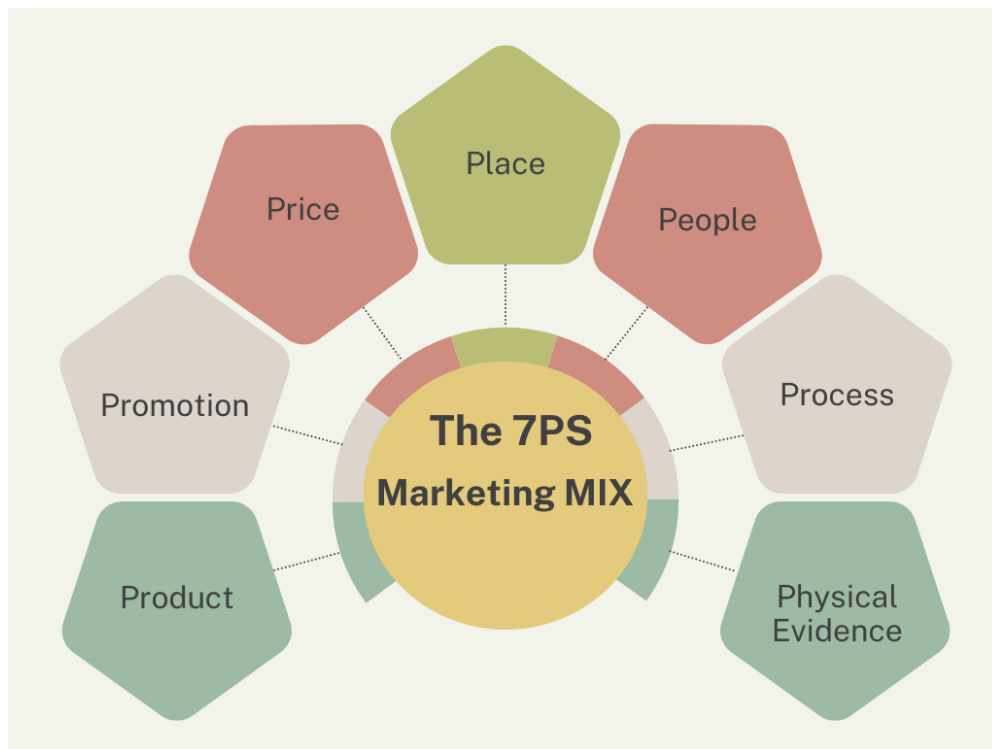 Place
Price
People
Promotion
Process
The 7PS
Marketing MIX
Product
Physical
Evidence